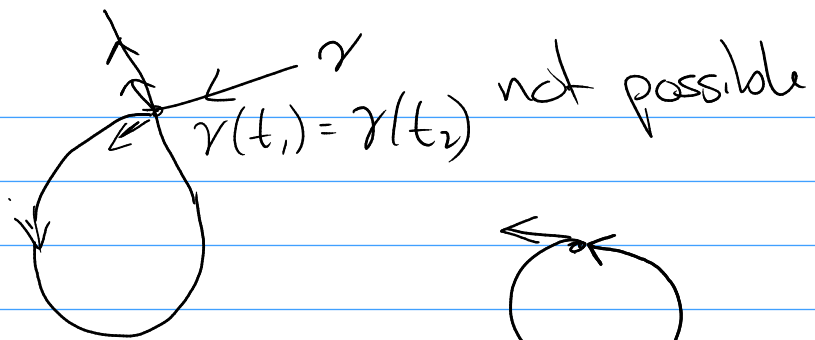 γ not possible
γ(t₁) = γ(t₂)